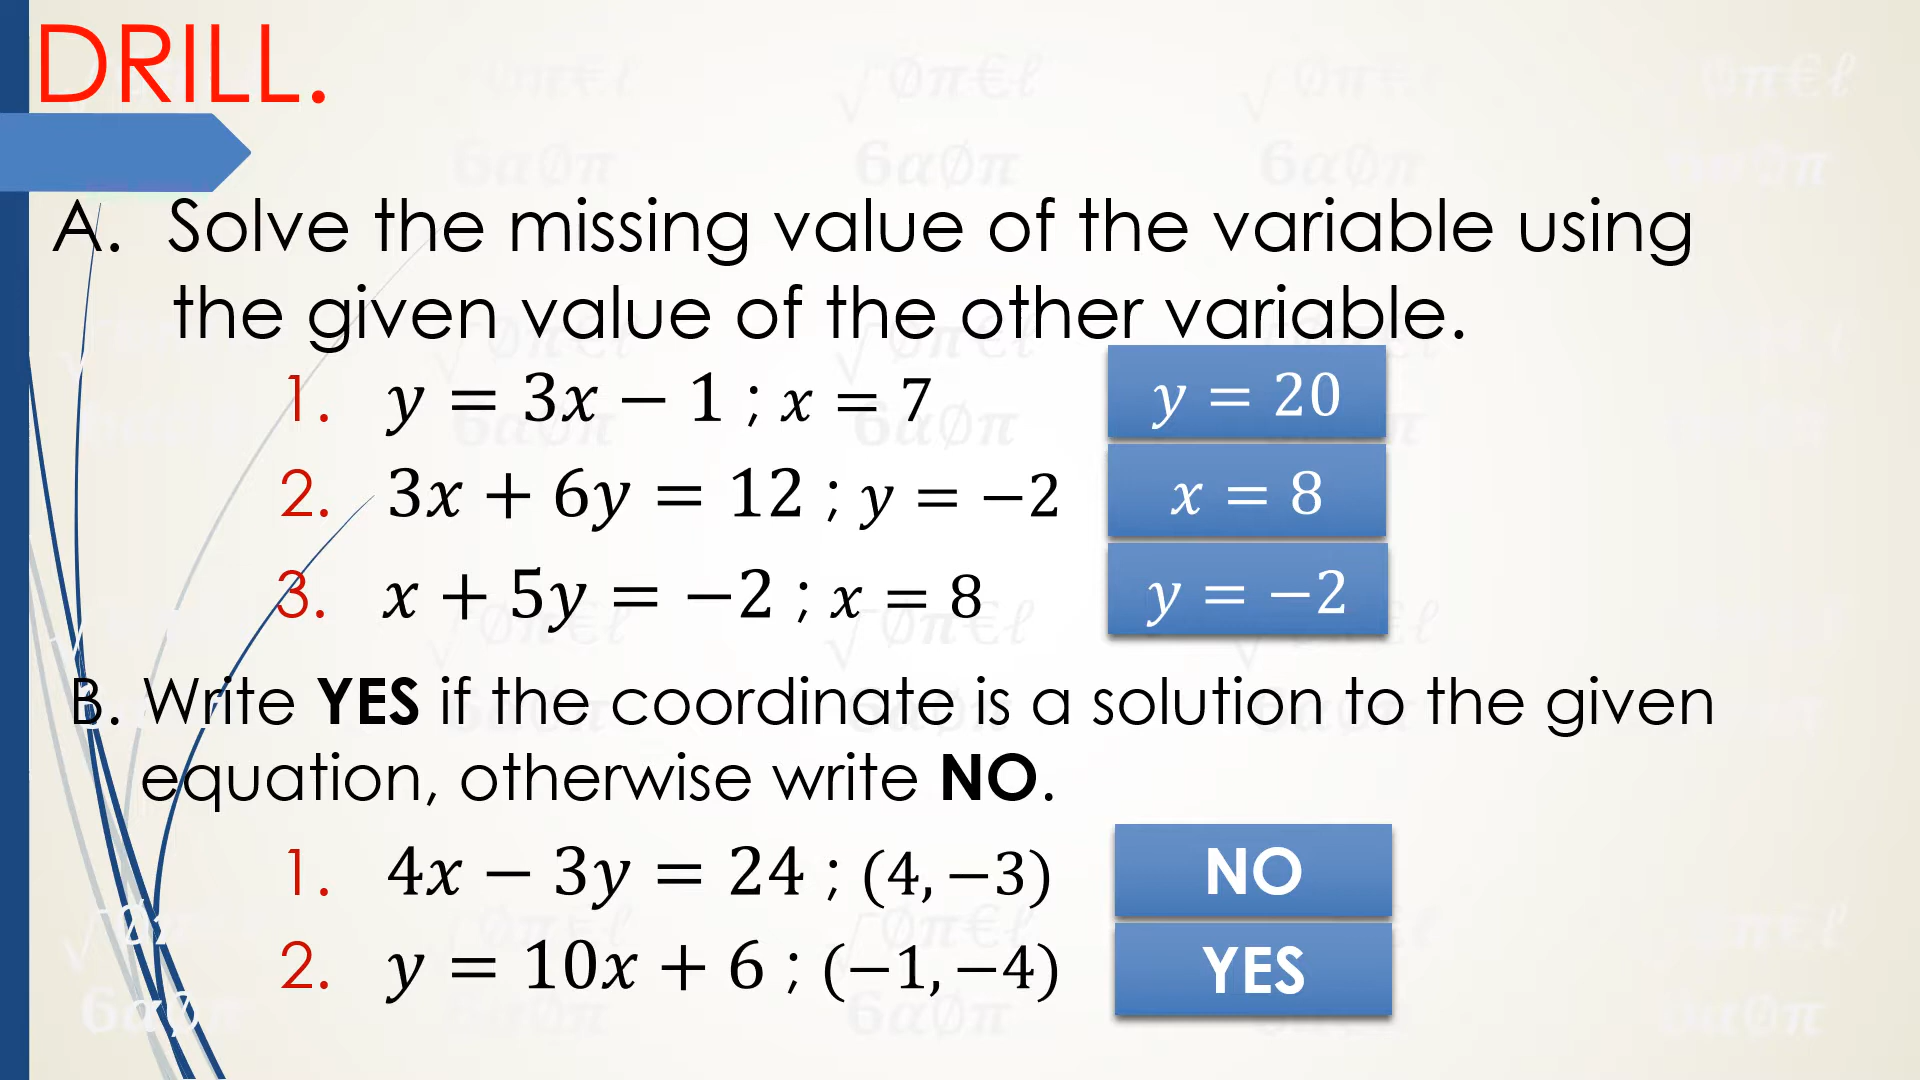 DRILL.
A. Solve the missing value of the variable using
the given value of the other variable.
1. y = 3x − 1 ; x = 7 y = 20
2. 3x + 6y = 12 ; y = −2 x = 8
3. x + 5y = −2 ; x = 8 y = −2
B. Write YES if the coordinate is a solution to the given
equation, otherwise write NO.
1. 4x − 3y = 24 ; (4, −3) NO
2. y = 10x + 6 ; (−1, −4) YES